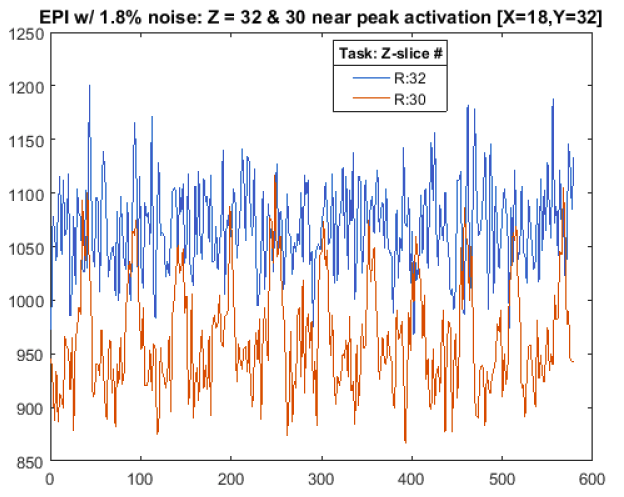 EPI w/ 1.8% noise: Z = 32 & 30 near peak activation [X=18,Y=32]
1250
Task: Z-slice #
R:32
R:30
1200
1150
1100
1050
1000
950
900
850
0 100 200 300 400 500 600